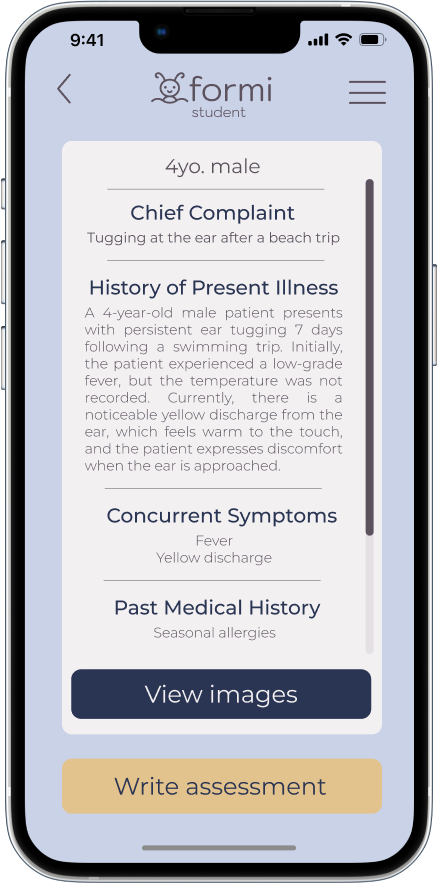 9:41
formi
student
4yo. male
Chief Complaint
Tugging at the ear after a beach trip
History of Present Illness
A 4-year-old male patient presents
with persistent ear tugging 7 days
following a swimming trip. Initially,
the patient experienced a low-grade
fever, but the temperature was not
recorded. Currently, there is a
noticeable yellow discharge from the
ear, which feels warm to the touch,
and the patient expresses discomfort
when the ear is approached.
Concurrent Symptoms
Fever
Yellow discharge
Past Medical History
Seasonal allergies
View images
Write assessment